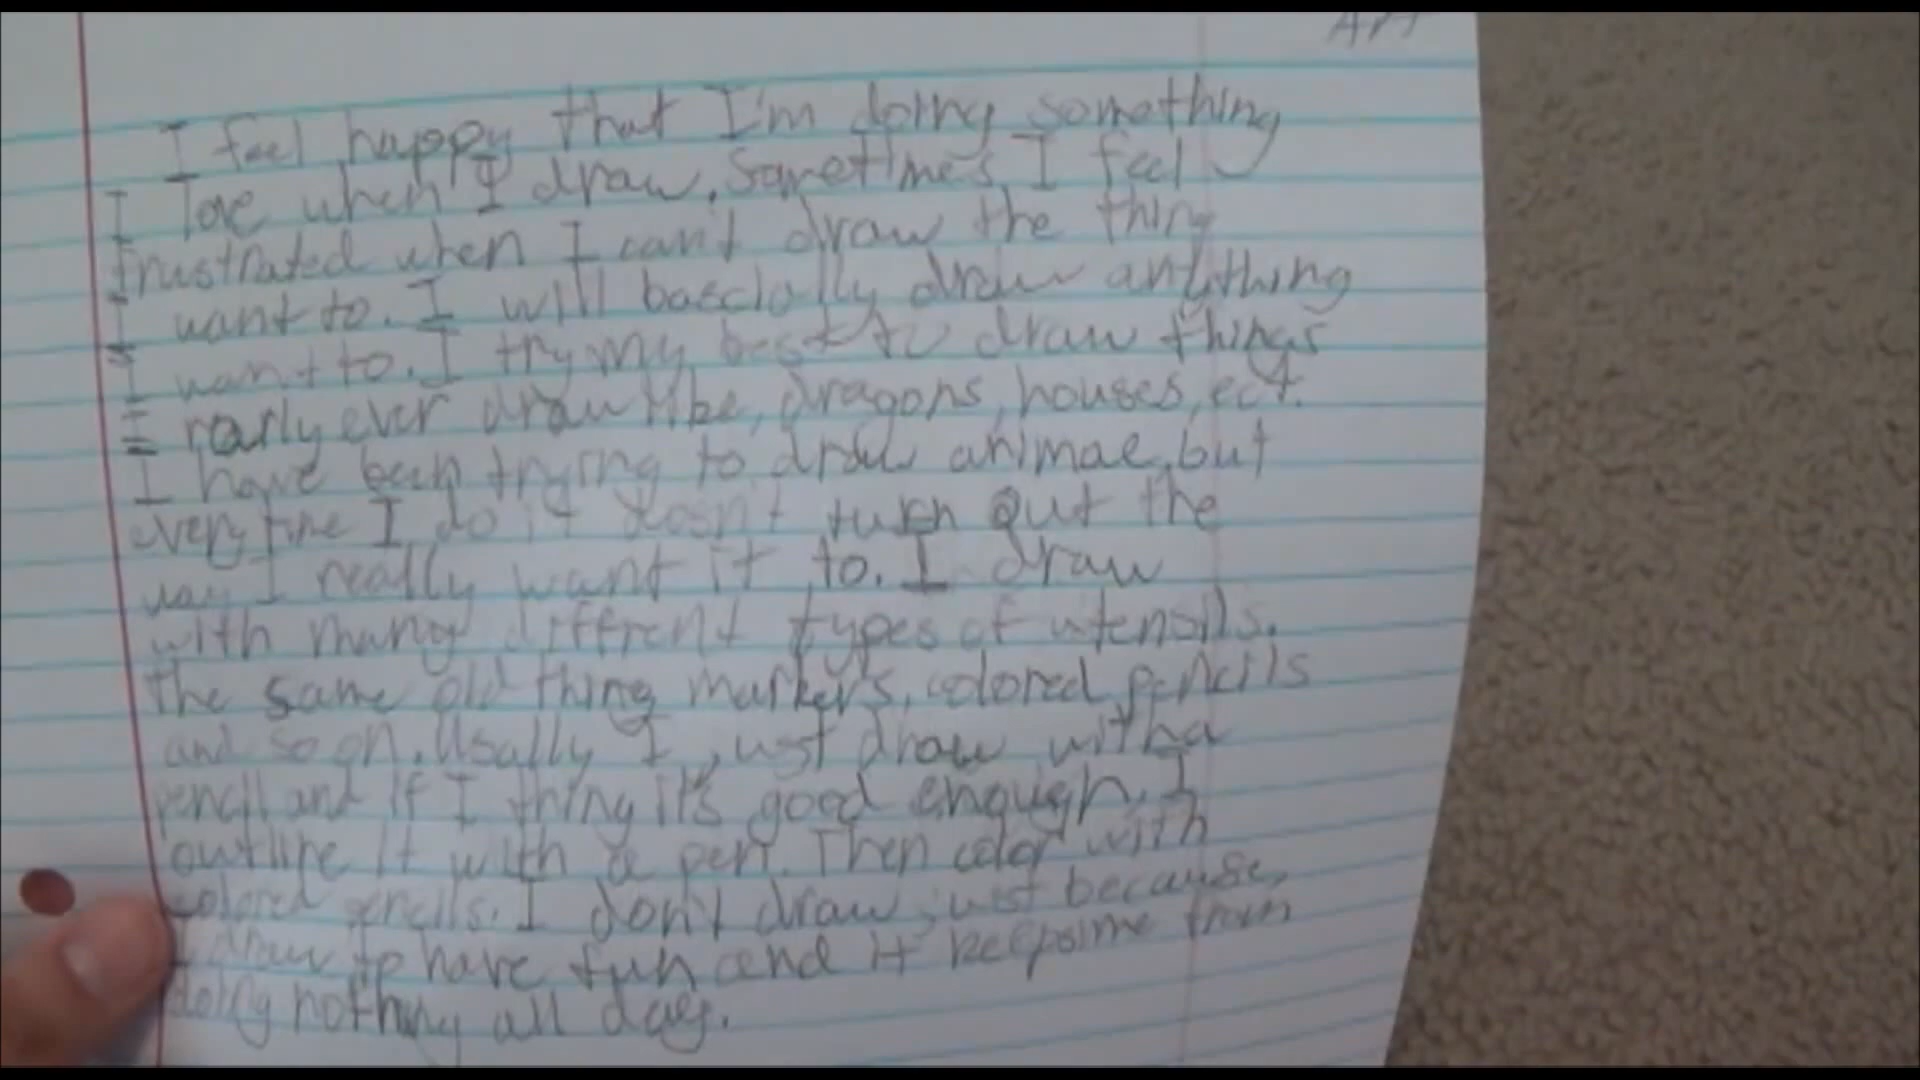 Art
I feel happy that I'm doing something
I love when I draw. Sometimes I feel
frustrated when I can't draw the thing
I want to. I will basclally draw anything
I want to. I try my best to draw things
I rarly ever draw like, dragons, houses, ect.
I have been trying to draw animae, but
every time I do it dosn't turn out the
way I really want it to. I draw
with many diffrent types of utensils.
the same old thing markers, colored pencils
and so on. Usally I just draw with a
pencil and if I thing it's good enough, I
outline it with a pen. Then color with
colored pencils. I don't draw just because,
I draw to have fun and it keeps me from
doing nothing all day.